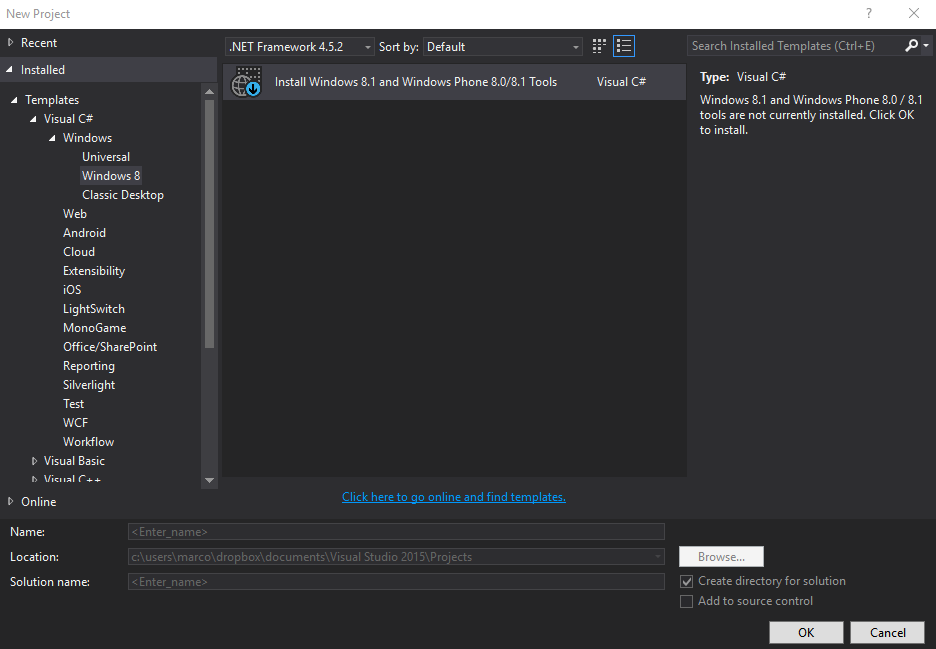 New Project
?
Recent
Installed
.NET Framework 4.5.2
Sort by:
Default
Search Installed Templates (Ctrl+E)
Templates
Visual C#
Windows
Universal
Windows 8
Classic Desktop
Web
Android
Cloud
Extensibility
iOS
LightSwitch
MonoGame
Office/SharePoint
Reporting
Silverlight
Test
WCF
Workflow
Visual Basic
Visual C++
Online
Install Windows 8.1 and Windows Phone 8.0/8.1 Tools
Visual C#
Type: Visual C#
Windows 8.1 and Windows Phone 8.0 / 8.1
tools are not currently installed. Click OK
to install.
Click here to go online and find templates.
Name:
<Enter_name>
Location:
c:\users\marco\dropbox\documents\Visual Studio 2015\Projects
Browse...
Solution name:
<Enter_name>
Create directory for solution
Add to source control
OK
Cancel